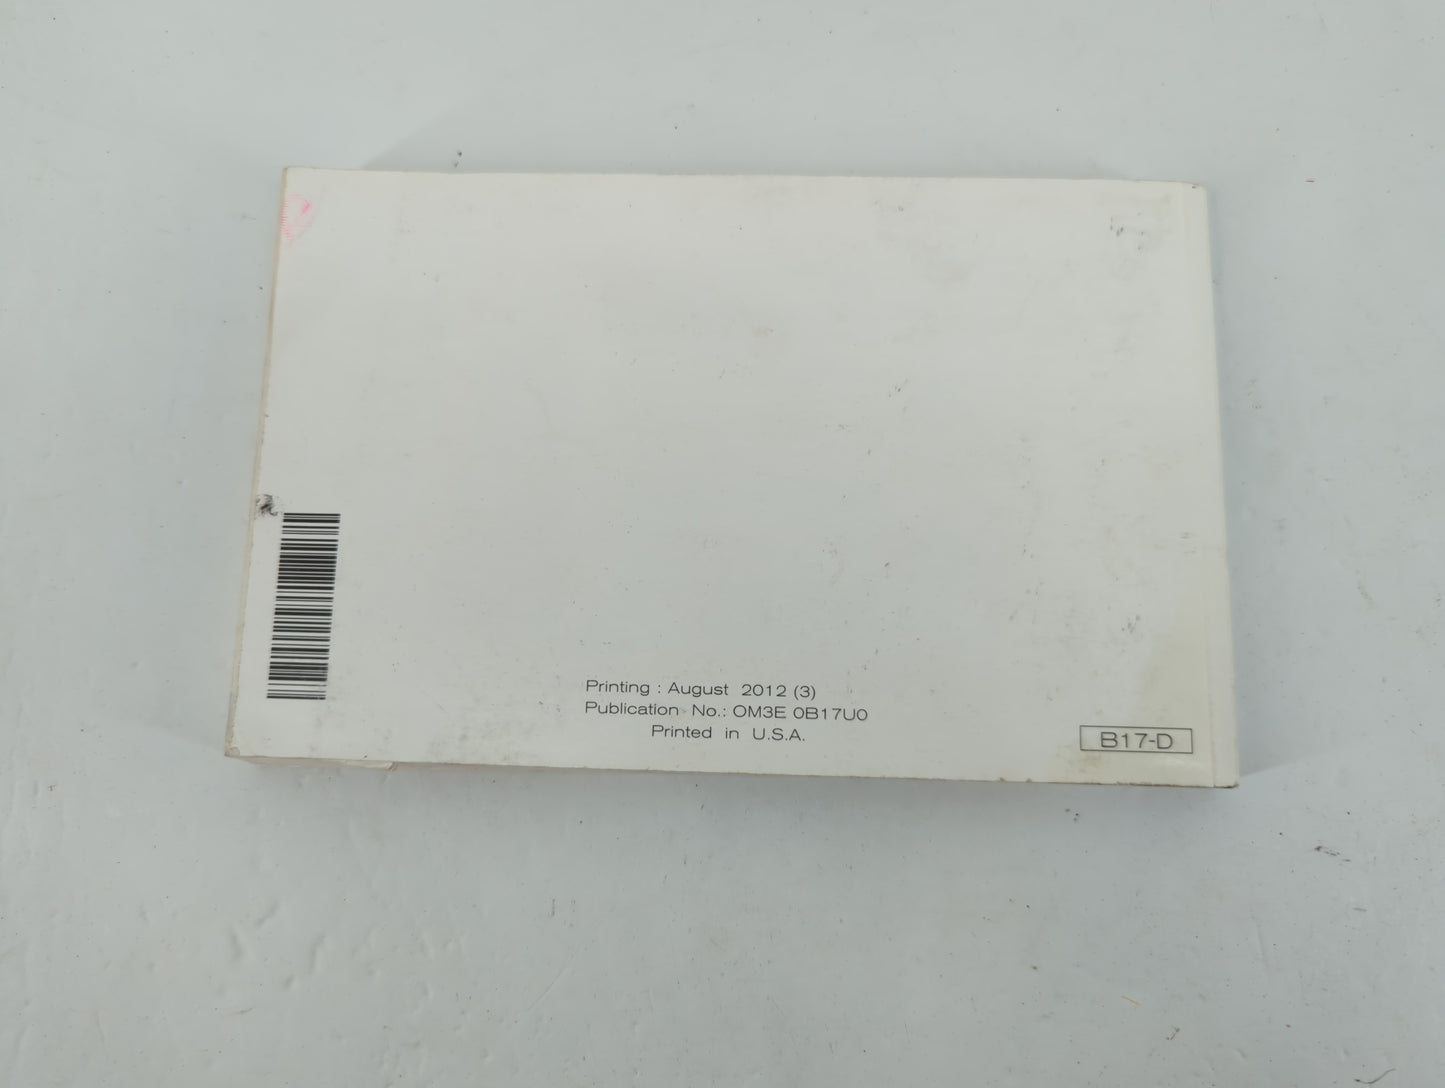 Printing : August 2012 (3)
Publication No.: OM3E 0B17U0
Printed in U.S.A.
B17-D